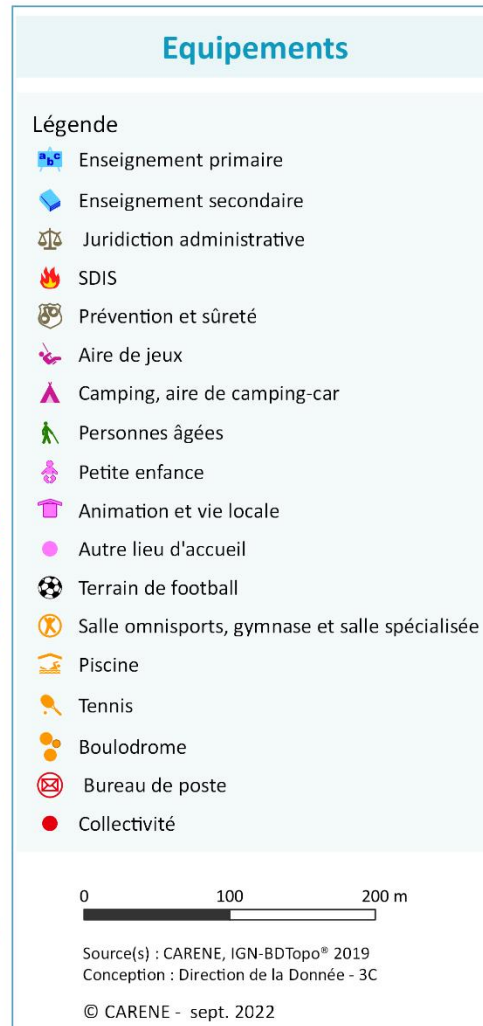 Equipements
Légende
abc Enseignement primaire
Enseignement secondaire
Juridiction administrative
SDIS
Prévention et sûreté
Aire de jeux
Camping, aire de camping-car
Personnes âgées
Petite enfance
Animation et vie locale
Autre lieu d'accueil
Terrain de football
Salle omnisports, gymnase et salle spécialisée
Piscine
Tennis
Boulodrome
Bureau de poste
Collectivité
0 100 200 m
Source(s) : CARENE, IGN-BDTopo® 2019
Conception : Direction de la Donnée - 3C
© CARENE - sept. 2022